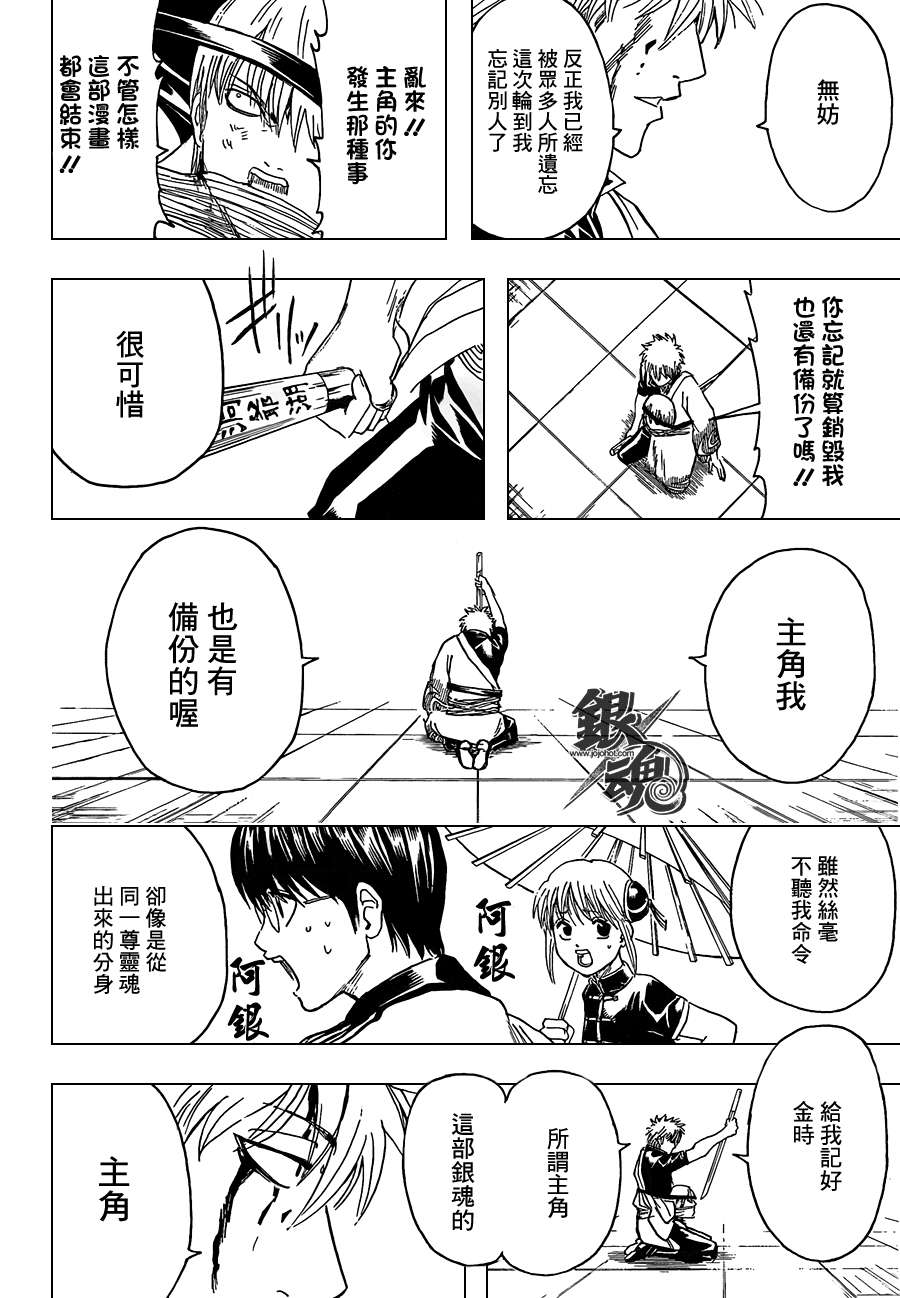 無妨
反正我已經
被眾多人所遺忘
這次輪到我
忘記別人了
亂來!!
主角的你
發生那種事
不管怎樣
這部漫畫
都會結束!!
你忘記就算銷毀我
也還有備份了嗎!!
洞爺湖
很可惜
主角我
也是有
備份的喔
銀魂
www.jojohot.com
雖然絲毫
不聽我命令
阿銀
阿銀
卻像是從
同一尊靈魂
出來的分身
給我記好
金時
所謂主角
這部銀魂的
主角